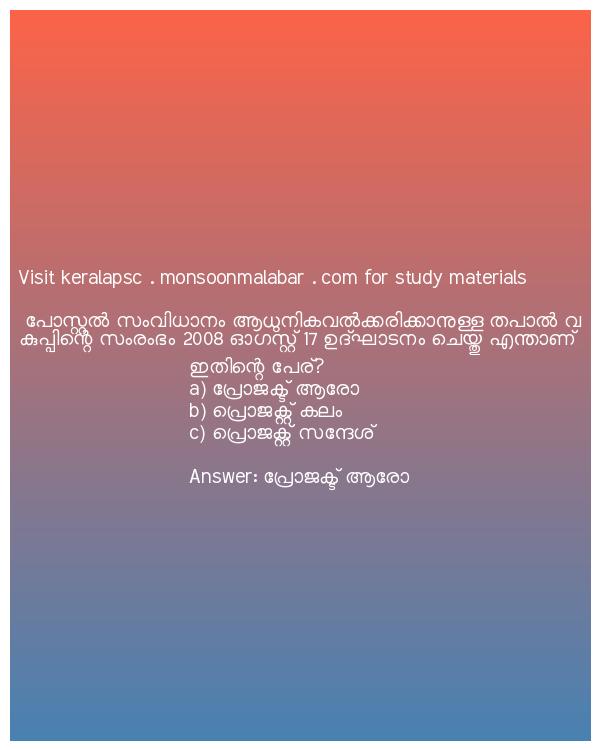 Visit keralapsc . monsoonmalabar . com for study materials
പോസ്റ്റൽ സംവിധാനം ആധുനികവൽക്കരിക്കാനുള്ള തപാൽ വ
കുപ്പിന്റെ സംരംഭം 2008 ഓഗസ്റ്റ് 17 ഉദ്ഘാടനം ചെയ്തു എന്താണ്
ഇതിന്റെ പേര്?
a) പ്രോജക്ട് ആരോ
b) പ്രൊജക്റ്റ് കലം
c) പ്രൊജക്റ്റ് സന്ദേശ്
Answer: പ്രോജക്ട് ആരോ